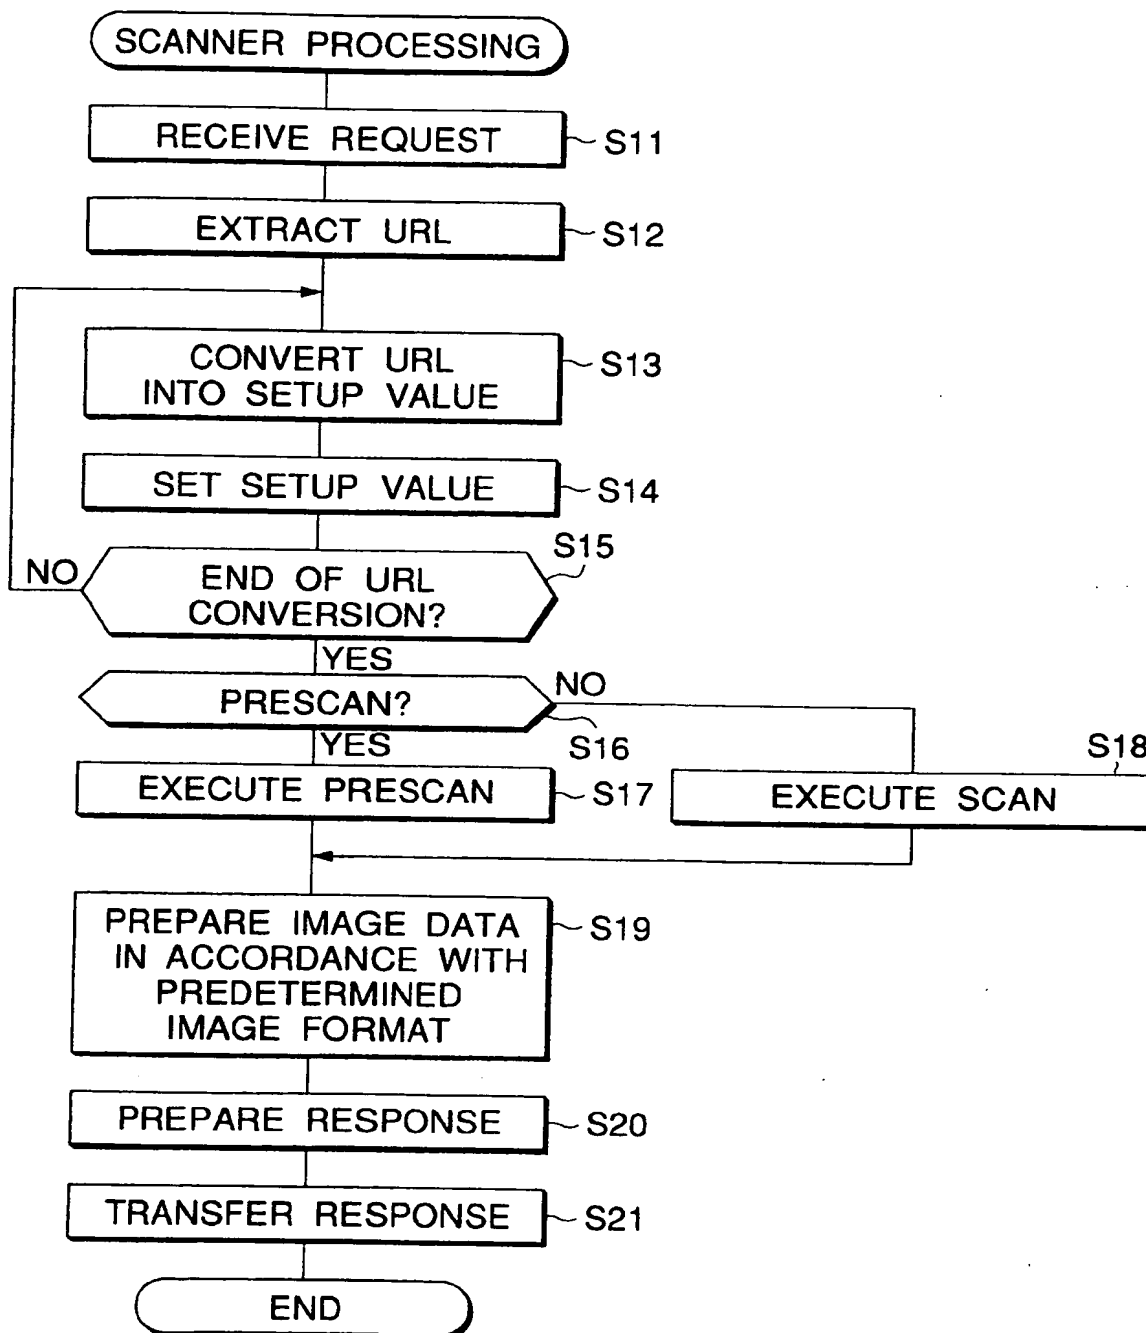 SCANNER PROCESSING
RECEIVE REQUEST
S11
EXTRACT URL
S12
CONVERT URL
INTO SETUP VALUE
S13
SET SETUP VALUE
S14
END OF URL
CONVERSION?
S15
NO
YES
PRESCAN?
NO
S16
YES
EXECUTE PRESCAN
S17
EXECUTE SCAN
S18
PREPARE IMAGE DATA
IN ACCORDANCE WITH
PREDETERMINED
IMAGE FORMAT
S19
PREPARE RESPONSE
S20
TRANSFER RESPONSE
S21
END